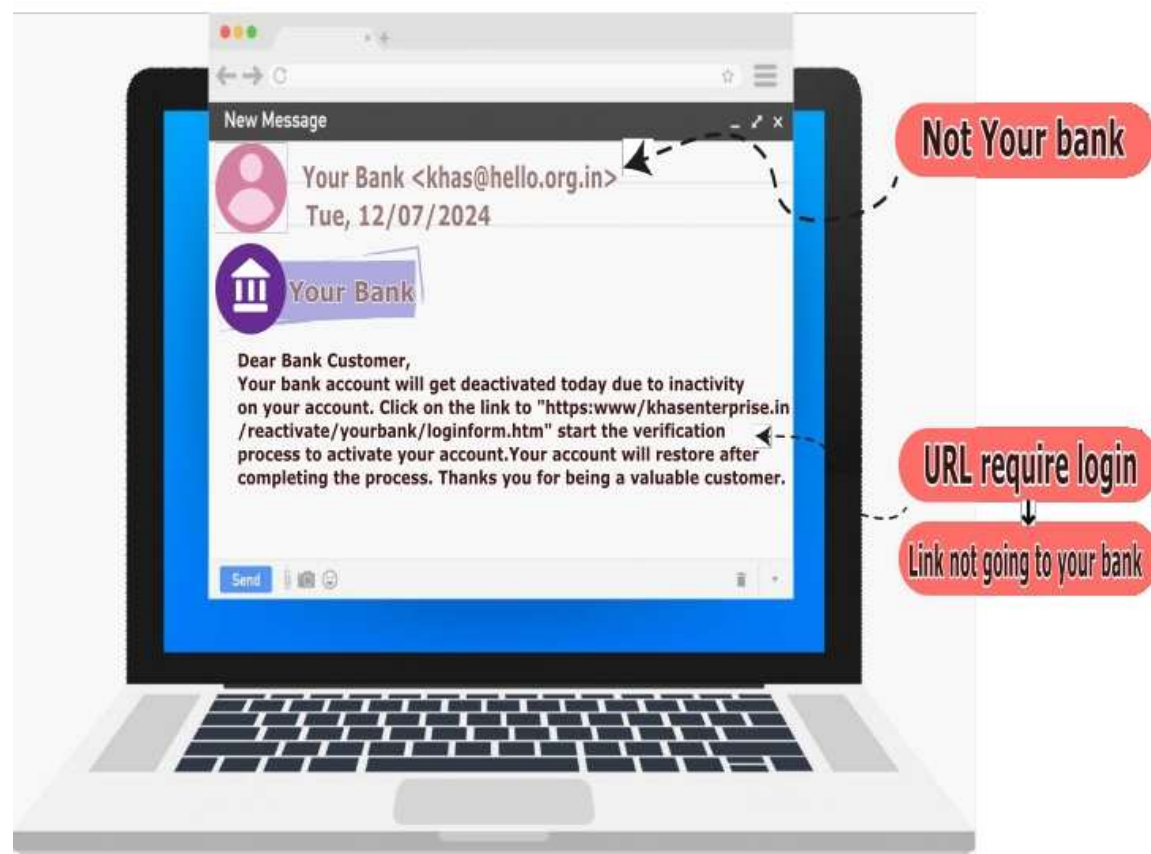 New Message
Not Your bank
Your Bank <khas@hello.org.in>
Tue, 12/07/2024
Your Bank
Dear Bank Customer,
Your bank account will get deactivated today due to inactivity
on your account. Click on the link to "https:www/khasenterprise.in
/reactivate/yourbank/loginform.htm" start the verification
process to activate your account.Your account will restore after
completing the process. Thanks you for being a valuable customer.
URL require login
Link not going to your bank
Send